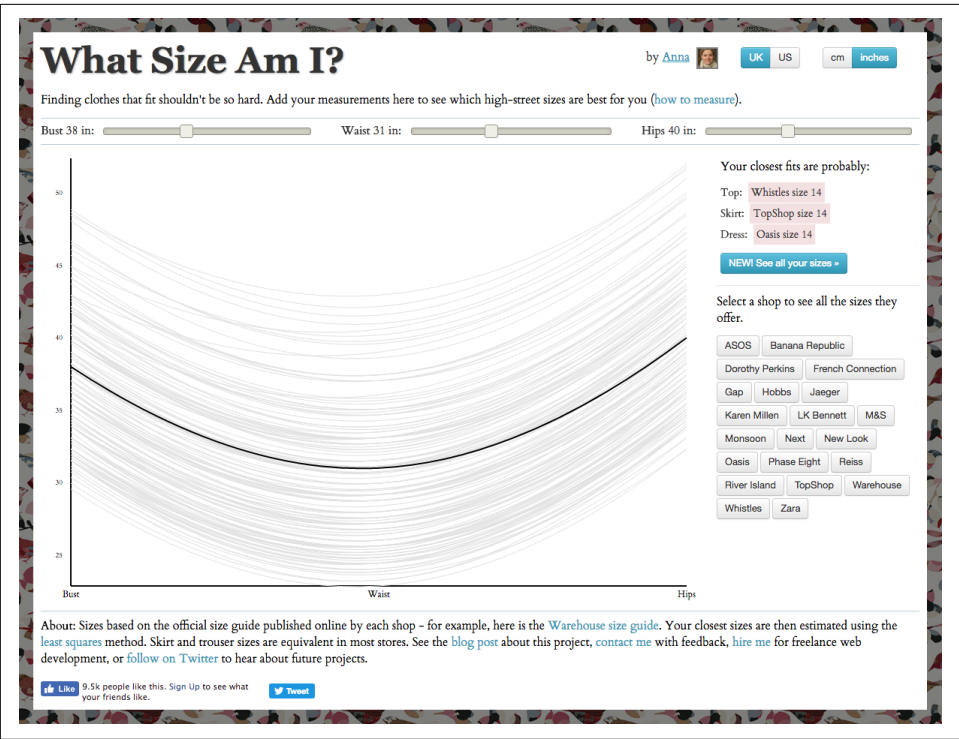 What Size Am I?
by Anna
UK US
cm inches
Finding clothes that fit shouldn't be so hard. Add your measurements here to see which high-street sizes are best for you (how to measure).
Bust 38 in:
Waist 31 in:
Hips 40 in:
50
45
40
35
30
25
Bust
Waist
Hips
Your closest fits are probably:
Top: Whistles size 14
Skirt: TopShop size 14
Dress: Oasis size 14
NEW! See all your sizes »
Select a shop to see all the sizes they
offer.
ASOS Banana Republic
Dorothy Perkins French Connection
Gap Hobbs Jaeger
Karen Millen LK Bennett M&S
Monsoon Next New Look
Oasis Phase Eight Reiss
River Island TopShop Warehouse
Whistles Zara
About: Sizes based on the official size guide published online by each shop – for example, here is the Warehouse size guide. Your closest sizes are then estimated using the
least squares method. Skirt and trouser sizes are equivalent in most stores. See the blog post about this project, contact me with feedback, hire me for freelance web
development, or follow on Twitter to hear about future projects.
Like 9.5k people like this. Sign Up to see what
your friends like.
Tweet